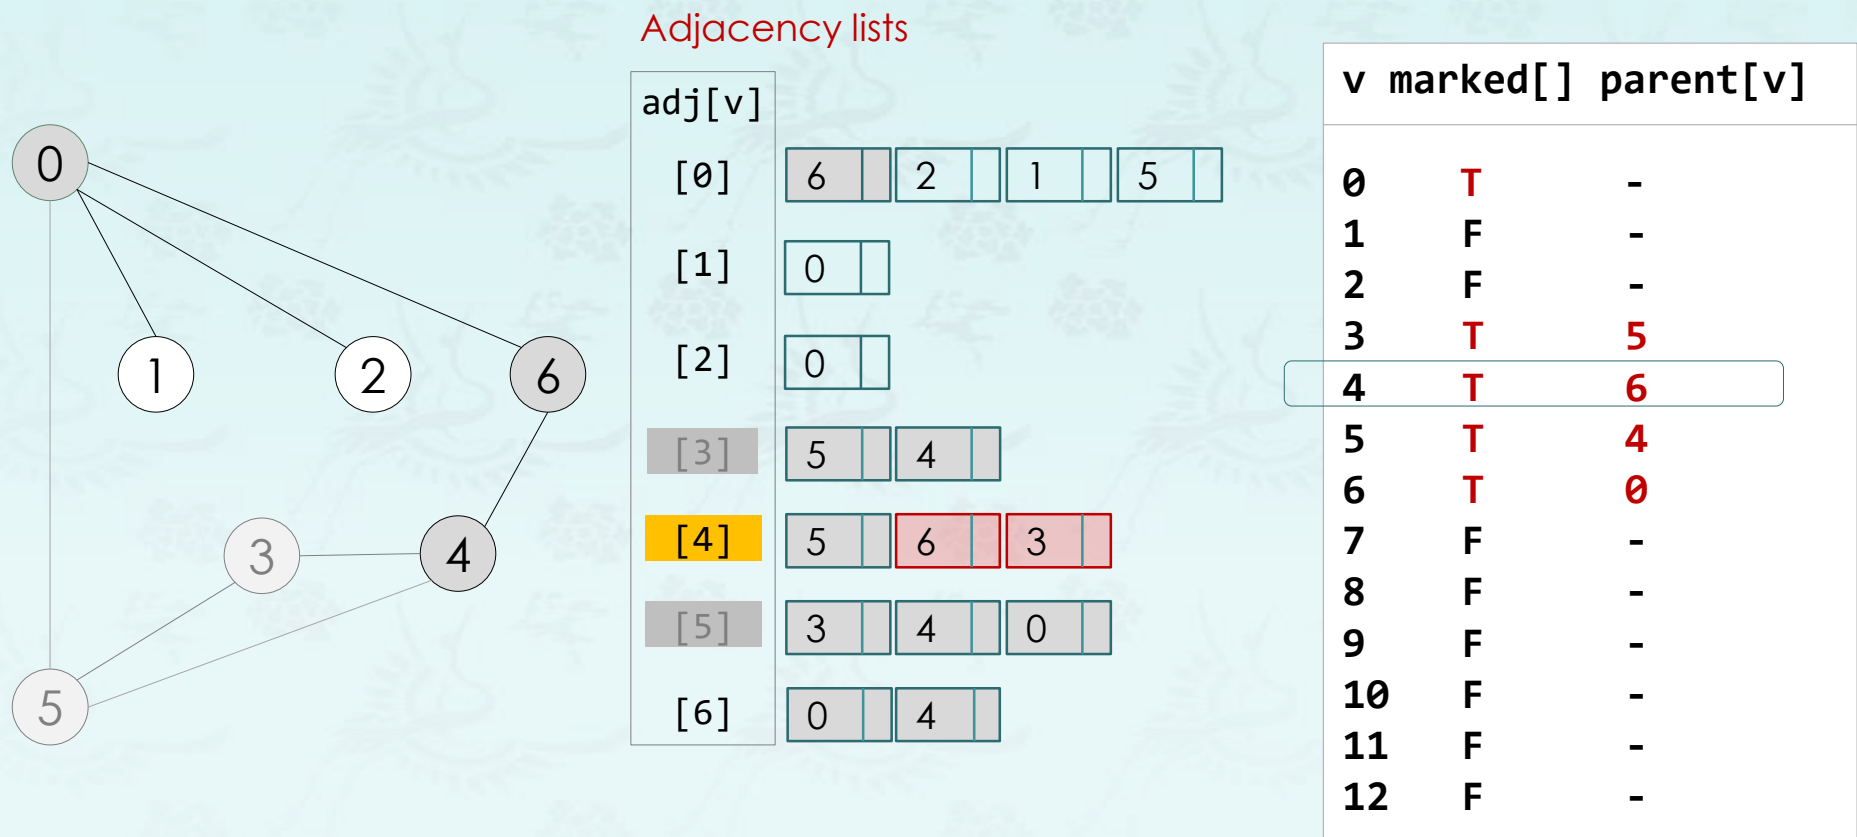 Adjacency lists
adj[v]
[0] 6 2 1 5
[1] 0
[2] 0
[3] 5 4
[4] 5 6 3
[5] 3 4 0
[6] 0 4
0
1 2 6
3 4
5
v marked[] parent[v]
0 T -
1 F -
2 F -
3 T 5
4 T 6
5 T 4
6 T 0
7 F -
8 F -
9 F -
10 F -
11 F -
12 F -